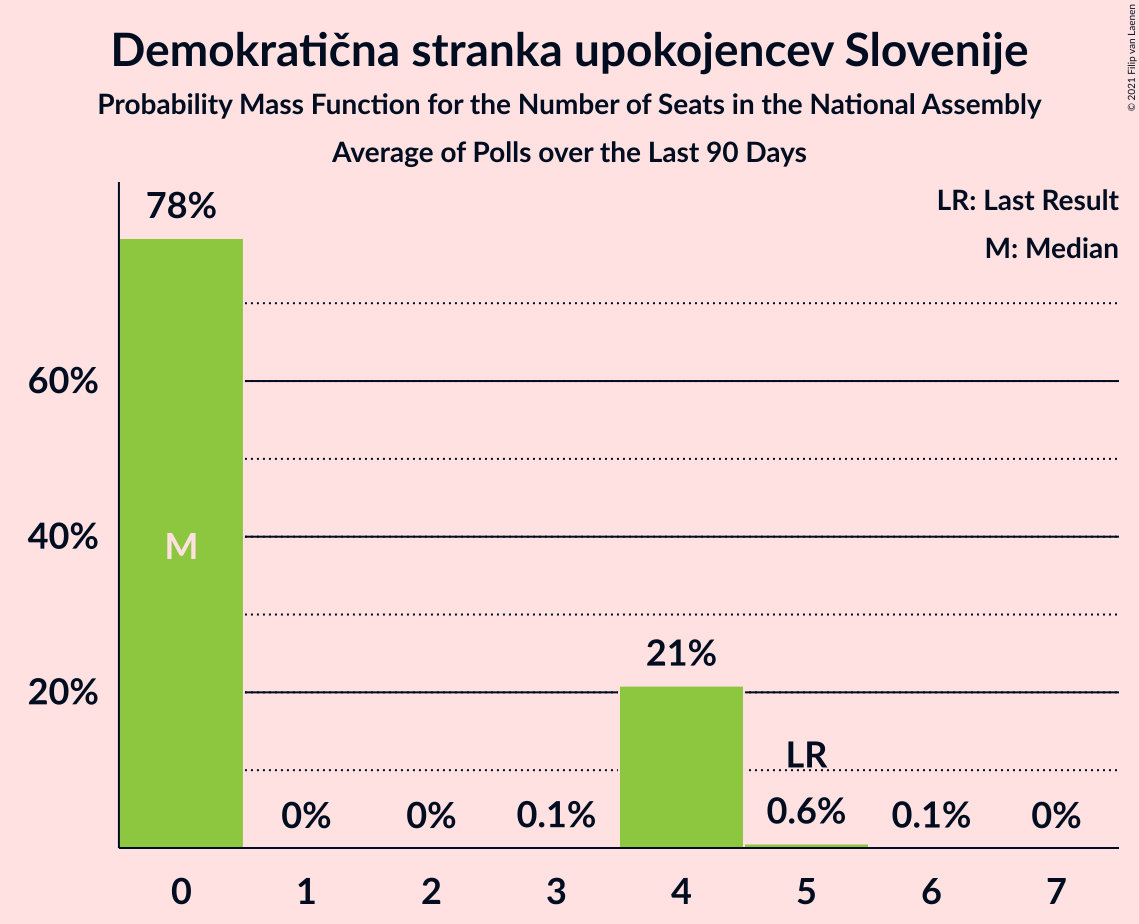 Demokratična stranka upokojencev Slovenije
Probability Mass Function for the Number of Seats in the National Assembly
Average of Polls over the Last 90 Days
© 2021 Filip van Laenen
LR: Last Result
M: Median
78%
60%
40%
20%
M
0%
0%
0.1%
21%
LR
0.6%
0.1%
0%
0 1 2 3 4 5 6 7